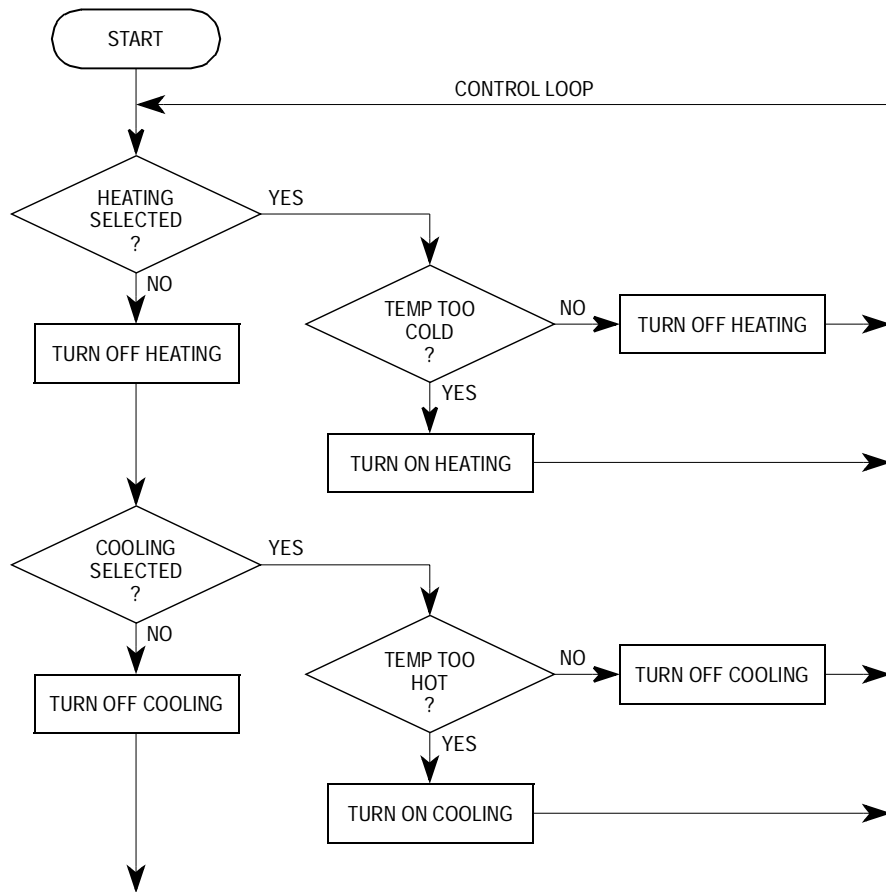 START
CONTROL LOOP
HEATING
SELECTED
?
YES
NO
TEMP TOO
COLD
?
NO
TURN OFF HEATING
TURN OFF HEATING
YES
TURN ON HEATING
COOLING
SELECTED
?
YES
NO
TEMP TOO
HOT
?
NO
TURN OFF COOLING
TURN OFF COOLING
YES
TURN ON COOLING